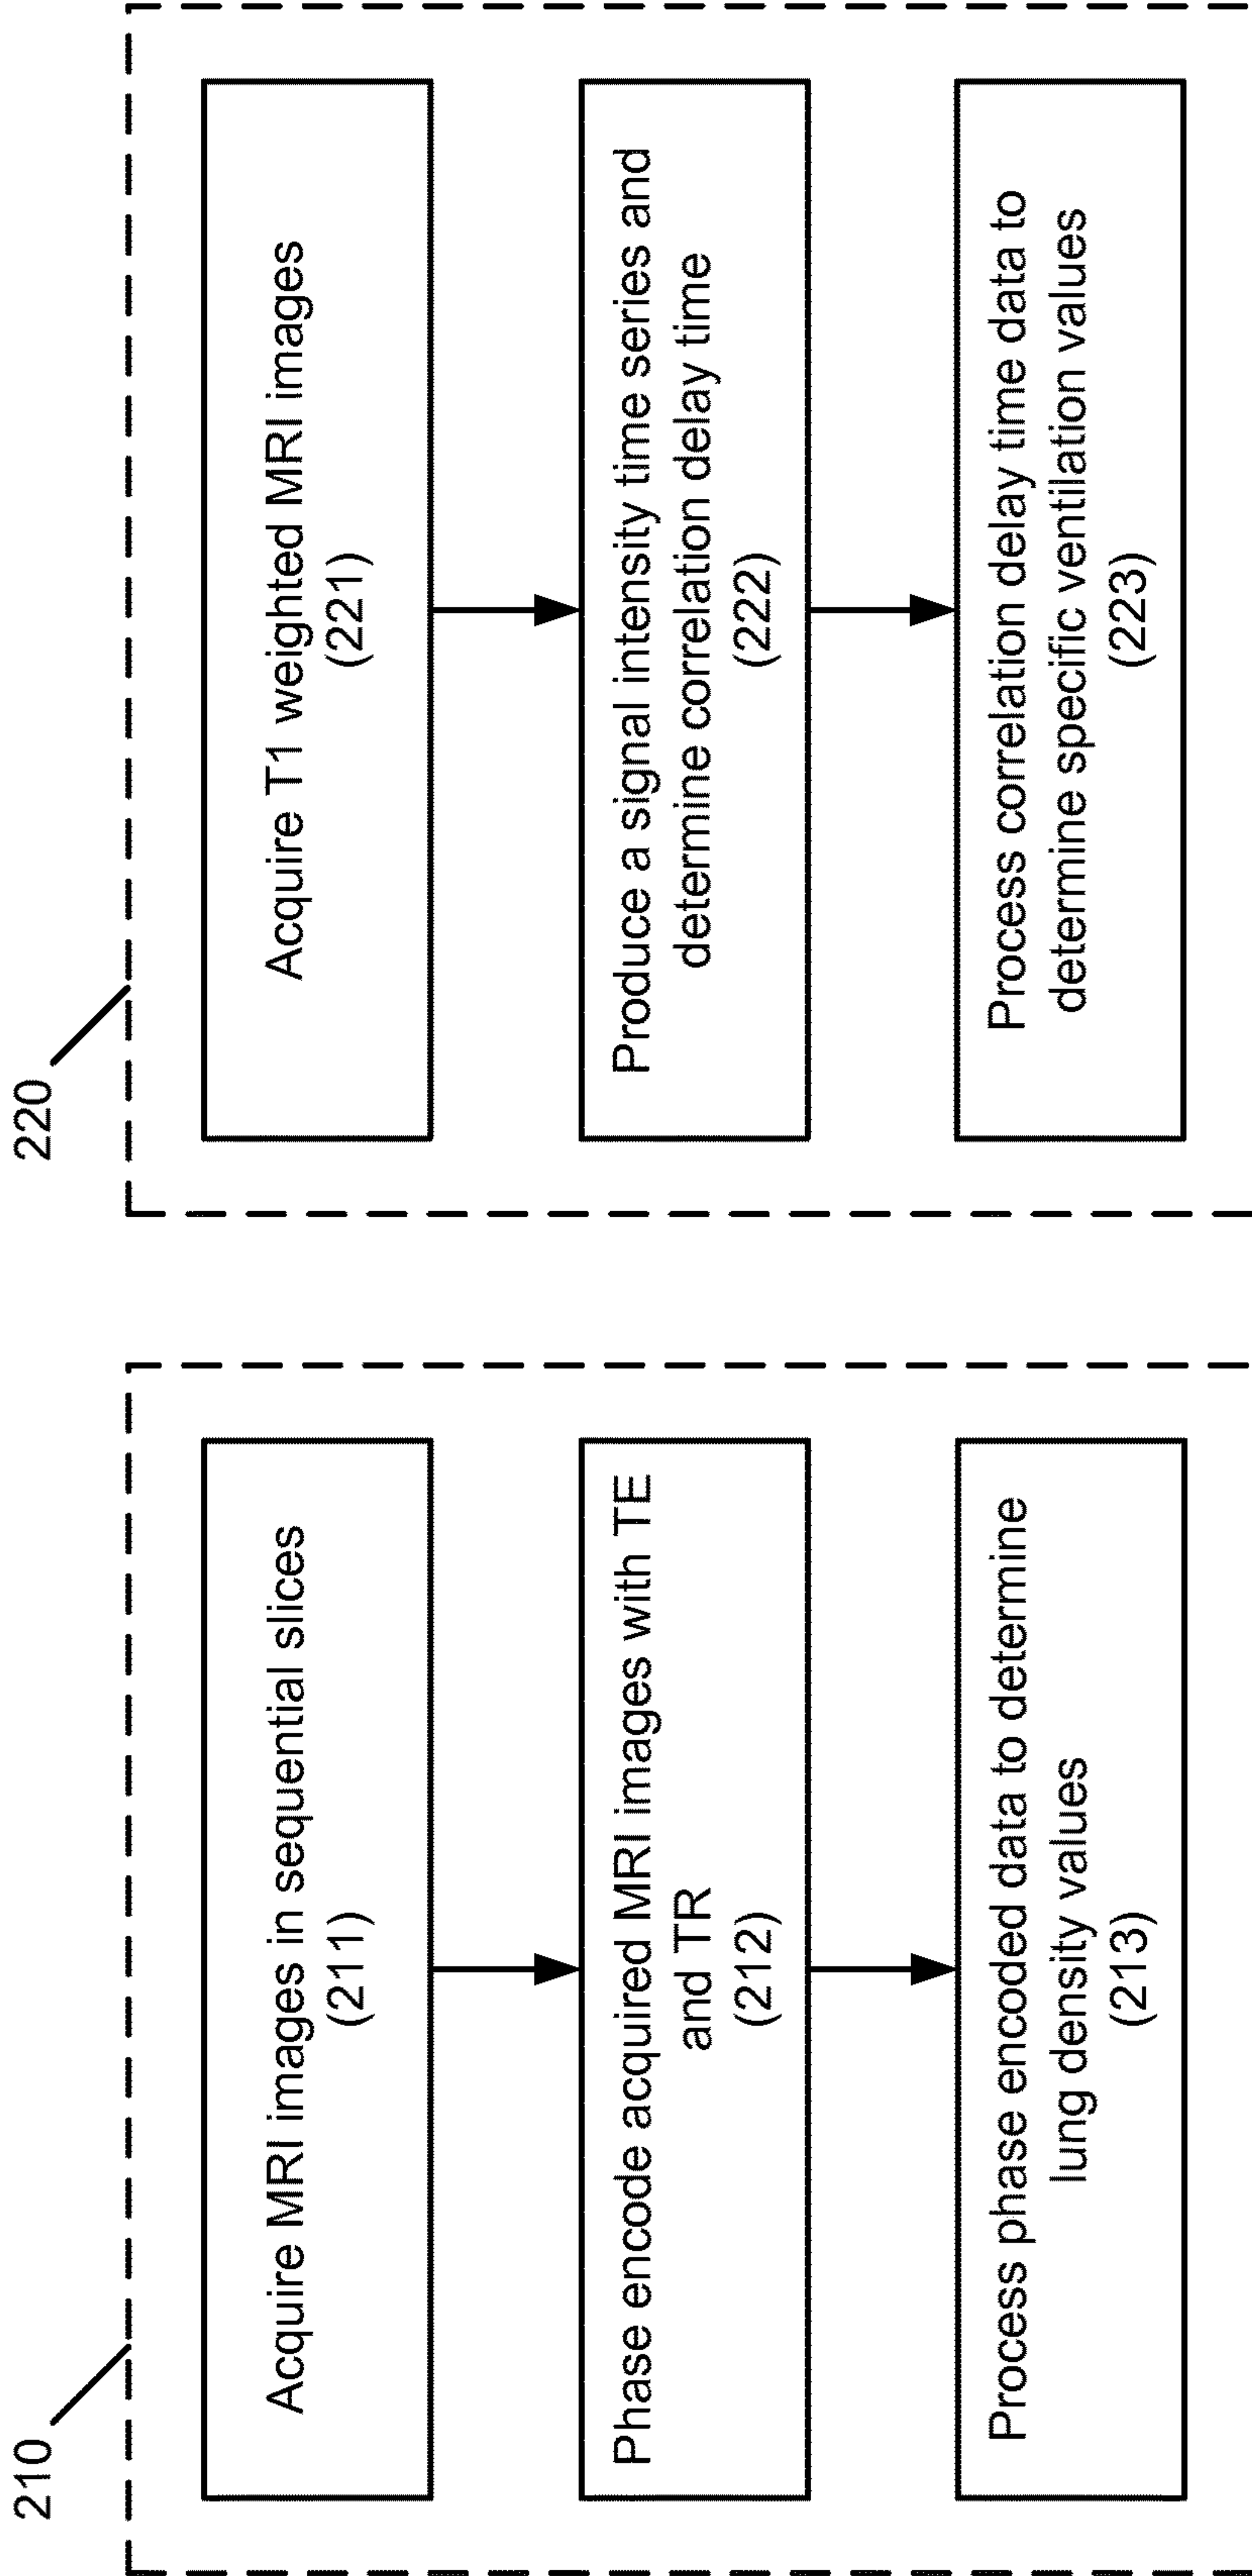 210
Acquire MRI images in sequential slices
(211)
Phase encode acquired MRI images with TE
and TR
(212)
Process phase encoded data to determine
lung density values
(213)
220
Acquire T1 weighted MRI images
(221)
Produce a signal intensity time series and
determine correlation delay time
(222)
Process correlation delay time data to
determine specific ventilation values
(223)